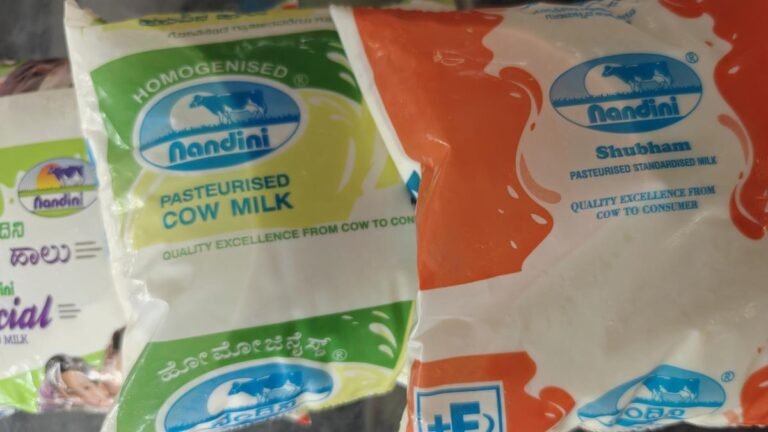 ದಿನಿ
ಹಾಲು
Nandini
ini
cial
MILK
HOMOGENISED ®
Nandini
PASTEURISED
COW MILK
QUALITY EXCELLENCE FROM COW TO CON
ಹೋಮೋಜಿನೈಸ್ಡ್ ®
ನಂದಿನಿ
®
Nandini
Shubham
PASTEURISED STANDARDISED MILK
QUALITY EXCELLENCE FROM
COW TO CONSUMER
+F
®
ನಂದಿನಿ